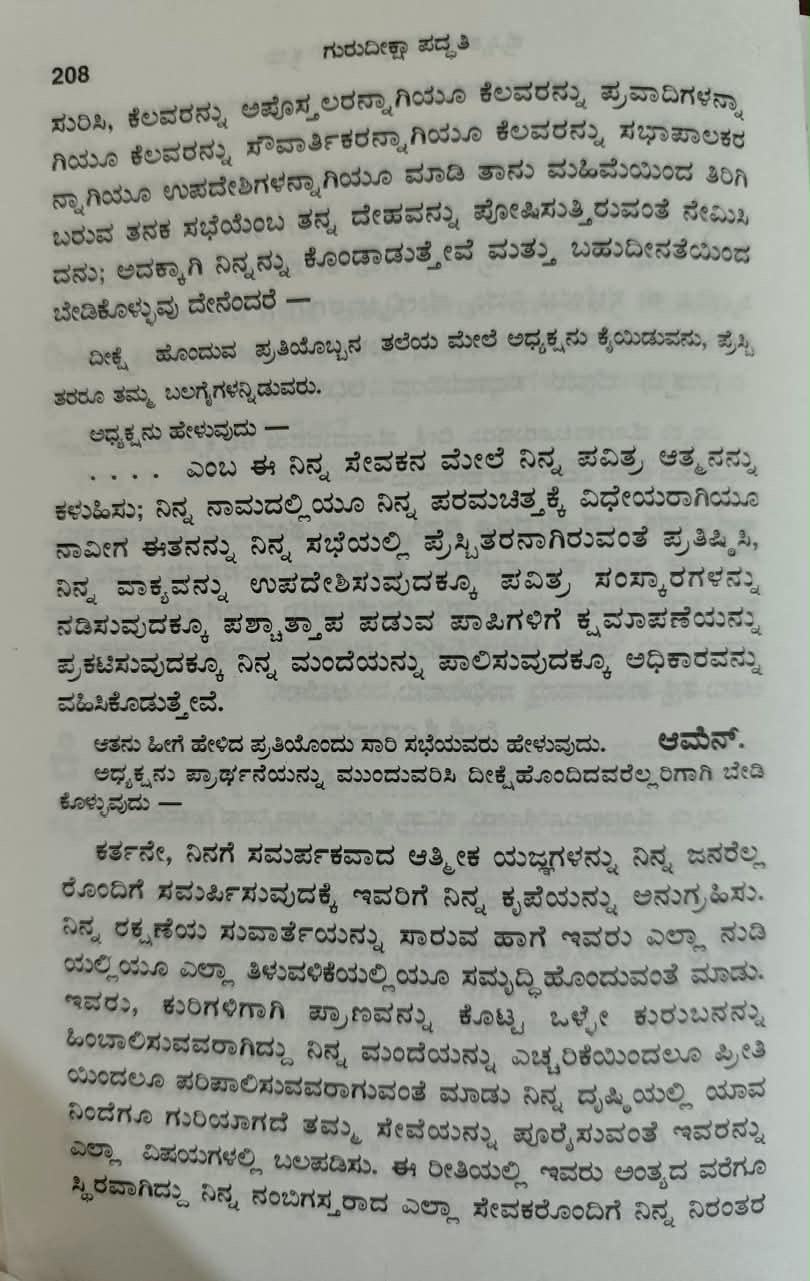 ಗುರುದೀಕ್ಷಾ ಪದ್ಧತಿ
208
ಸುರಿಸಿ, ಕೆಲವರನ್ನು ಅಪೊಸ್ತಲರನ್ನಾಗಿಯೂ ಕೆಲವರನ್ನು ಪ್ರವಾದಿಗಳನ್ನಾ
ಗಿಯೂ ಕೆಲವರನ್ನು ಸೌವಾರ್ತಿಕರನ್ನಾಗಿಯೂ ಕೆಲವರನ್ನು ಸಭಾಪಾಲಕರ
ನ್ನಾಗಿಯೂ ಉಪದೇಶಿಗಳನ್ನಾಗಿಯೂ ಮಾಡಿ ತಾನು ಮಹಿಮೆಯಿಂದ ತಿರಿಗಿ
ಬರುವ ತನಕ ಸಭೆಯೆಂಬ ತನ್ನ ದೇಹವನ್ನು ಪೋಷಿಸುತ್ತಿರುವಂತೆ ನೇಮಿಸಿ
ದನು; ಅದಕ್ಕಾಗಿ ನಿನ್ನನ್ನು ಕೊಂಡಾಡುತ್ತೇವೆ ಮತ್ತು ಬಹುದೀನತೆಯಿಂದ
ಬೇಡಿಕೊಳ್ಳುವು ದೇನೆಂದರೆ —
ದೀಕ್ಷೆ ಹೊಂದುವ ಪ್ರತಿಯೊಬ್ಬನ ತಲೆಯ ಮೇಲೆ ಅಧ್ಯಕ್ಷನು ಕೈಯಿಡುವನು, ಪ್ರೆಸ್ಬಿ
ತರರೂ ತಮ್ಮ ಬಲಗೈಗಳನ್ನಿಡುವರು.
ಅಧ್ಯಕ್ಷನು ಹೇಳುವುದು —
. . . . ಎಂಬ ಈ ನಿನ್ನ ಸೇವಕನ ಮೇಲೆ ನಿನ್ನ ಪವಿತ್ರ ಆತ್ಮನನ್ನು
ಕಳುಹಿಸು; ನಿನ್ನ ನಾಮದಲ್ಲಿಯೂ ನಿನ್ನ ಪರಮಚಿತ್ತಕ್ಕೆ ವಿಧೇಯರಾಗಿಯೂ
ನಾವೀಗ ಈತನನ್ನು ನಿನ್ನ ಸಭೆಯಲ್ಲಿ ಪ್ರೆಸ್ಬಿತರನಾಗಿರುವಂತೆ ಪ್ರತಿಷ್ಠಿಸಿ,
ನಿನ್ನ ವಾಕ್ಯವನ್ನು ಉಪದೇಶಿಸುವುದಕ್ಕೂ ಪವಿತ್ರ ಸಂಸ್ಕಾರಗಳನ್ನು
ನಡಿಸುವುದಕ್ಕೂ ಪಶ್ಚಾತ್ತಾಪ ಪಡುವ ಪಾಪಿಗಳಿಗೆ ಕ್ಷಮಾಪಣೆಯನ್ನು
ಪ್ರಕಟಿಸುವುದಕ್ಕೂ ನಿನ್ನ ಮಂದೆಯನ್ನು ಪಾಲಿಸುವುದಕ್ಕೂ ಅಧಿಕಾರವನ್ನು
ವಹಿಸಿಕೊಡುತ್ತೇವೆ.
ಆತನು ಹೀಗೆ ಹೇಳಿದ ಪ್ರತಿಯೊಂದು ಸಾರಿ ಸಭೆಯವರು ಹೇಳುವುದು. ಆಮೆನ್.
ಅಧ್ಯಕ್ಷನು ಪ್ರಾರ್ಥನೆಯನ್ನು ಮುಂದುವರಿಸಿ ದೀಕ್ಷೆಹೊಂದಿದವರೆಲ್ಲರಿಗಾಗಿ ಬೇಡಿ
ಕೊಳ್ಳುವುದು —
ಕರ್ತನೇ, ನಿನಗೆ ಸಮರ್ಪಕವಾದ ಆತ್ಮಿೀಕ ಯಜ್ಞಗಳನ್ನು ನಿನ್ನ ಜನರೆಲ್ಲ
ರೊಂದಿಗೆ ಸಮರ್ಪಿಸುವುದಕ್ಕೆ ಇವರಿಗೆ ನಿನ್ನ ಕೃಪೆಯನ್ನು ಅನುಗ್ರಹಿಸು.
ನಿನ್ನ ರಕ್ಷಣೆಯ ಸುವಾರ್ತೆಯನ್ನು ಸಾರುವ ಹಾಗೆ ಇವರು ಎಲ್ಲಾ ನುಡಿ
ಯಲ್ಲಿಯೂ ಎಲ್ಲಾ ತಿಳುವಳಿಕೆಯಲ್ಲಿಯೂ ಸಮೃದ್ಧಿಹೊಂದುವಂತೆ ಮಾಡು.
ಇವರು, ಕುರಿಗಳಿಗಾಗಿ ಪ್ರಾಣವನ್ನು ಕೊಟ್ಟ ಒಳ್ಳೇ ಕುರುಬನನ್ನು
ಹಿಂಬಾಲಿಸುವವರಾಗಿದ್ದು ನಿನ್ನ ಮಂದೆಯನ್ನು ಎಚ್ಚರಿಕೆಯಿಂದಲೂ ಪ್ರೀತಿ
ಯಿಂದಲೂ ಪರಿಪಾಲಿಸುವವರಾಗುವಂತೆ ಮಾಡು ನಿನ್ನ ದೃಷ್ಠಿಯಲ್ಲಿ ಯಾವ
ನಿಂದೆಗೂ ಗುರಿಯಾಗದೆ ತಮ್ಮ ಸೇವೆಯನ್ನು ಪೂರೈಸುವಂತೆ ಇವರನ್ನು
ಎಲ್ಲಾ ವಿಷಯಗಳಲ್ಲಿ ಬಲಪಡಿಸು. ಈ ರೀತಿಯಲ್ಲಿ ಇವರು ಅಂತ್ಯದ ವರೆಗೂ
ಸ್ಥಿರವಾಗಿದ್ದು ನಿನ್ನ ನಂಬಿಗಸ್ತರಾದ ಎಲ್ಲಾ ಸೇವಕರೊಂದಿಗೆ ನಿನ್ನ ನಿರಂತರ